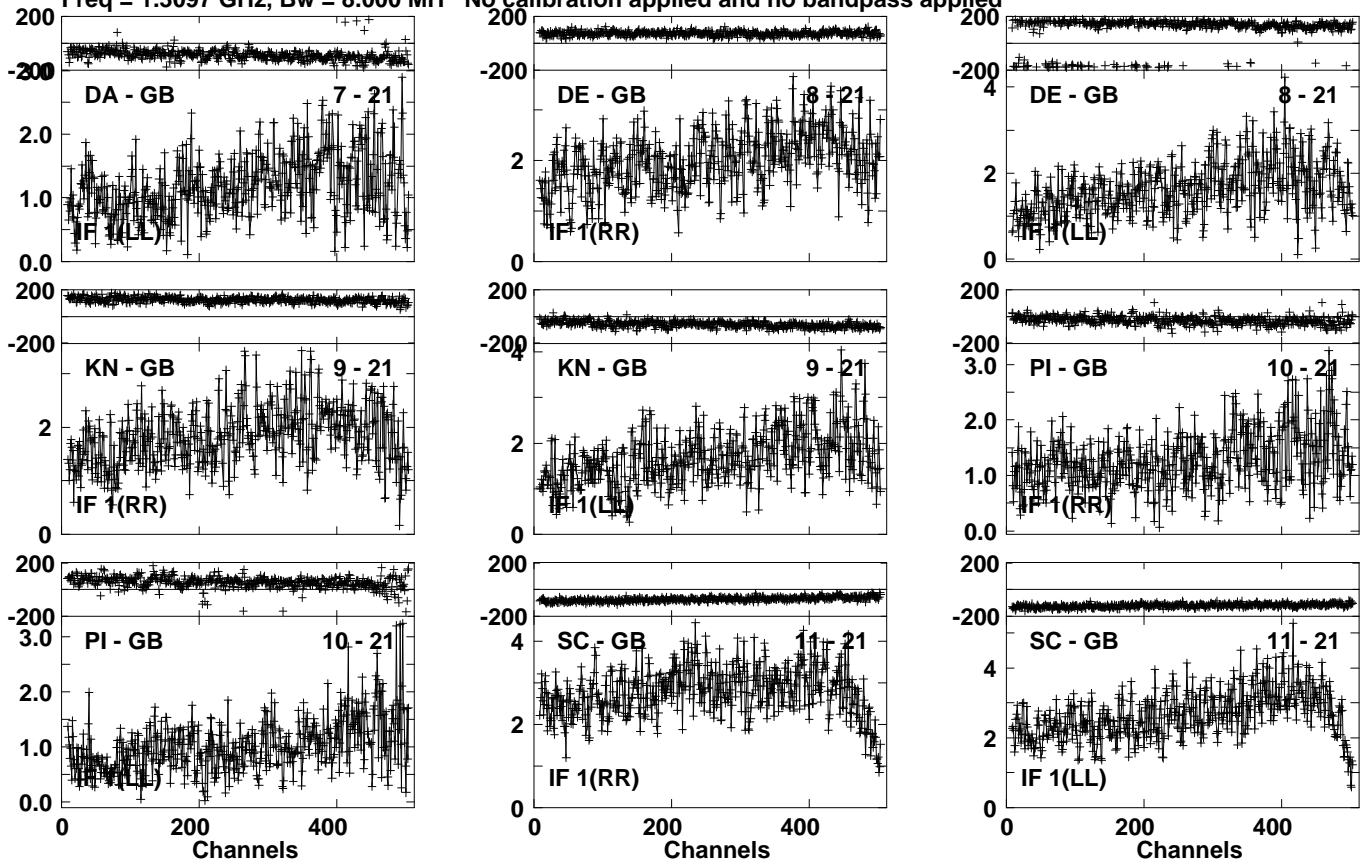 Freq = 1.5097 GHz, Bw = 8.000 MH No calibration applied and no bandpass applied
200 200 200
-200 -200 -200
3.0 DA - GB 7 - 21 DE - GB 8 - 21 4 DE - GB 8 - 21
2.0 2 2
1.0
IF 1(LL) IF 1(RR) IF 1(LL)
0.0 0 0
200 200 200
-200 -200 -200
KN - GB 9 - 21 4 KN - GB 9 - 21 3.0 PI - GB 10 - 21
2 2 2.0
1.0
IF 1(RR) IF 1(LL) IF 1(RR)
0 0 0.0
200 200 200
-200 -200 -200
3.0 PI - GB 10 - 21 4 SC - GB 11 - 21 4 SC - GB 11 - 21
2.0 2 2
1.0
IF 1(LL) IF 1(RR) IF 1(LL)
0.0 0 0
0 200 400 0 200 400 0 200 400
Channels Channels Channels